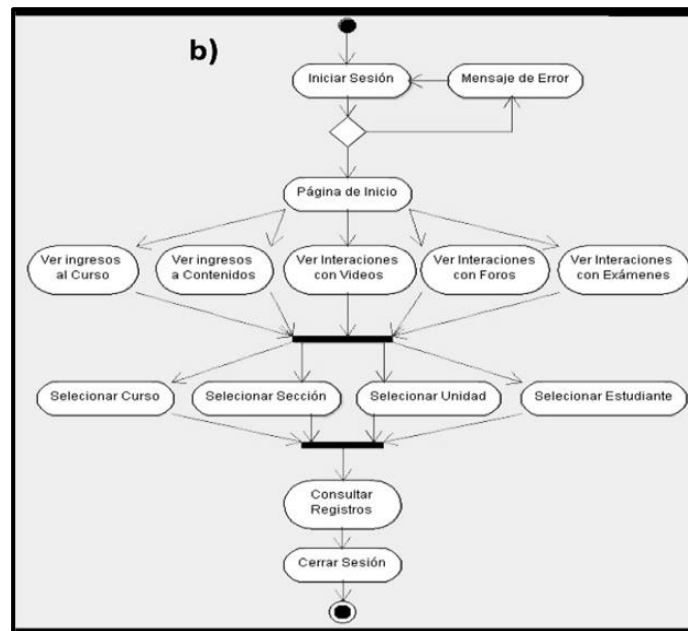 b)
Iniciar Sesión
Mensaje de Error
Página de Inicio
Ver ingresos
al Curso
Ver ingresos
a Contenidos
Ver Interaciones
con Videos
Ver Interaciones
con Foros
Ver Interaciones
con Exámenes
Selecionar Curso
Selecionar Sección
Selecionar Unidad
Selecionar Estudiante
Consultar
Registros
Cerrar Sesión